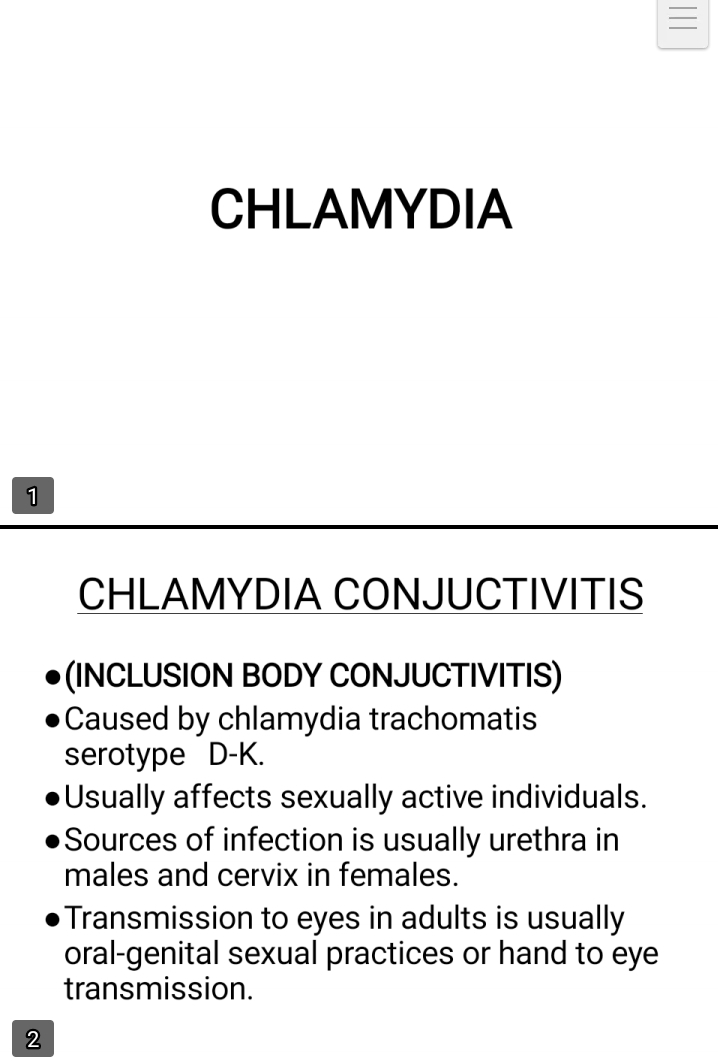 CHLAMYDIA
1
CHLAMYDIA CONJUCTIVITIS
●(INCLUSION BODY CONJUCTIVITIS)
●Caused by chlamydia trachomatis
serotype   D-K.
●Usually affects sexually active individuals.
●Sources of infection is usually urethra in
males and cervix in females.
●Transmission to eyes in adults is usually
oral-genital sexual practices or hand to eye
transmission.
2